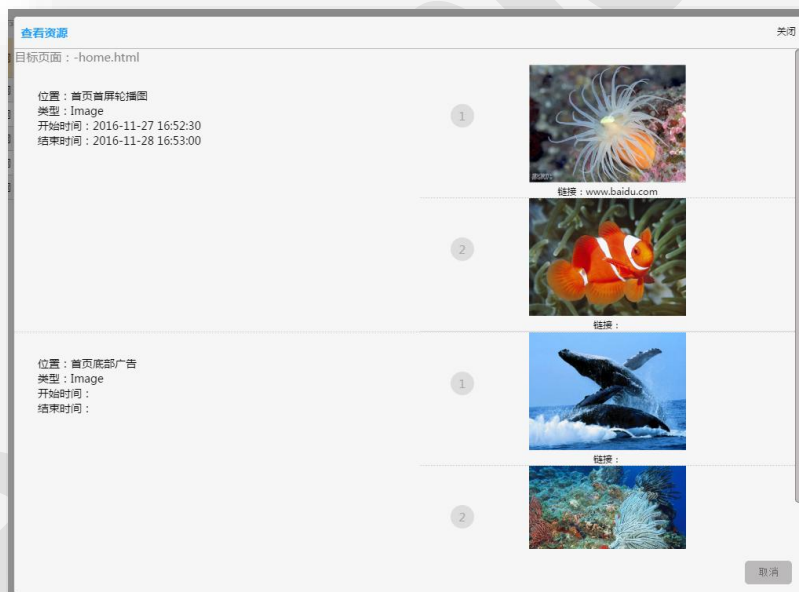 查看资源
关闭
目标页面：-home.html
位置：首页首屏轮播图
类型：Image
开始时间：2016-11-27 16:52:30
结束时间：2016-11-28 16:53:00
1
链接：www.baidu.com
2
链接：
位置：首页底部广告
类型：Image
开始时间：
结束时间：
1
链接：
2
取消